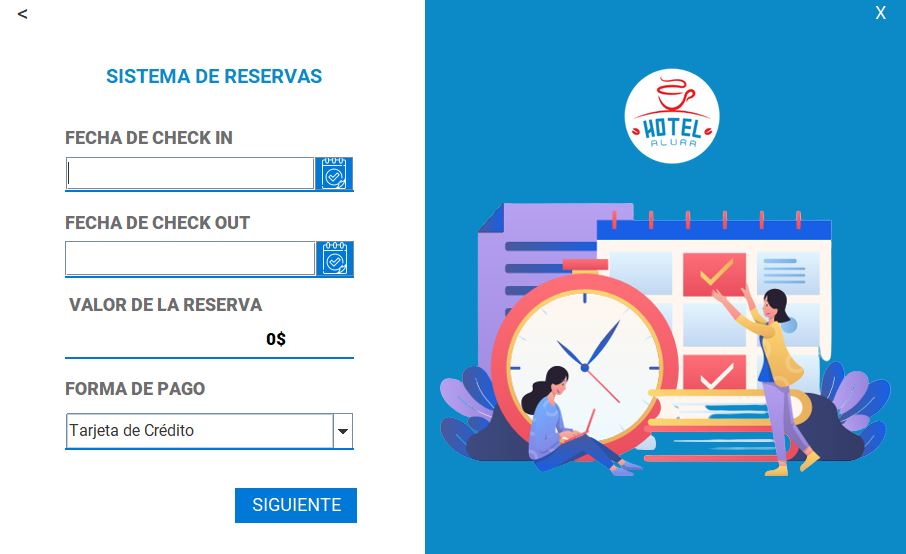 <
X
SISTEMA DE RESERVAS
FECHA DE CHECK IN
FECHA DE CHECK OUT
VALOR DE LA RESERVA
0$
FORMA DE PAGO
Tarjeta de Crédito
SIGUIENTE
HOTEL
ALURA